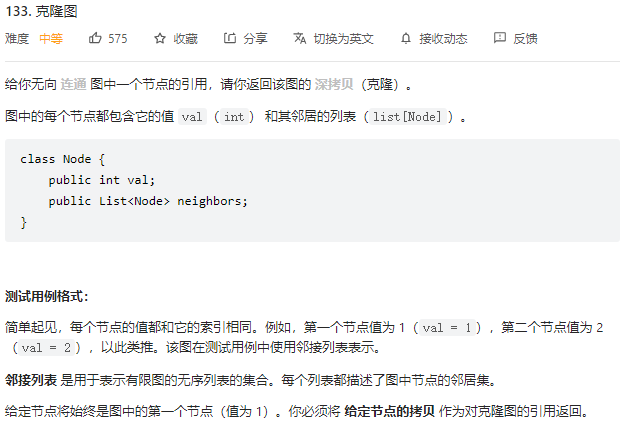 133. 克隆图
难度 中等 575 收藏 分享 切换为英文 接收动态 反馈
给你无向 连通 图中一个节点的引用，请你返回该图的 深拷贝（克隆）。
图中的每个节点都包含它的值 val（int） 和其邻居的列表（list[Node]）。
class Node {
    public int val;
    public List<Node> neighbors;
}
测试用例格式：
简单起见，每个节点的值都和它的索引相同。例如，第一个节点值为 1（val = 1），第二个节点值为 2
（val = 2），以此类推。该图在测试用例中使用邻接列表表示。
邻接列表 是用于表示有限图的无序列表的集合。每个列表都描述了图中节点的邻居集。
给定节点将始终是图中的第一个节点（值为 1）。你必须将 给定节点的拷贝 作为对克隆图的引用返回。